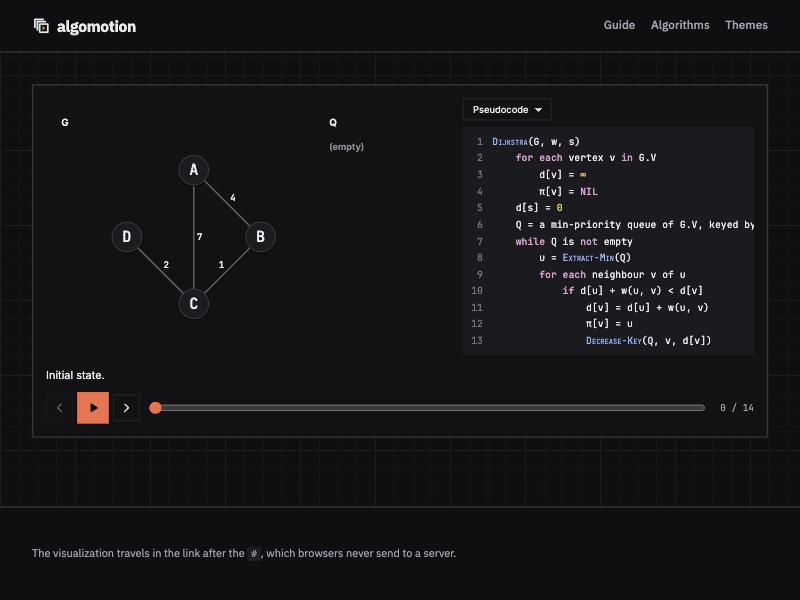 algomotion
Guide Algorithms Themes
G
Q
(empty)
A
4
D
7
B
2
1
C
Pseudocode
1 Dijkstra(G, w, s)
2 for each vertex v in G.V
3 d[v] = ∞
4 π[v] = NIL
5 d[s] = 0
6 Q = a min-priority queue of G.V, keyed by
7 while Q is not empty
8 u = Extract-Min(Q)
9 for each neighbour v of u
10 if d[u] + w(u, v) < d[v]
11 d[v] = d[u] + w(u, v)
12 π[v] = u
13 Decrease-Key(Q, v, d[v])
Initial state.
0 / 14
The visualization travels in the link after the #, which browsers never send to a server.